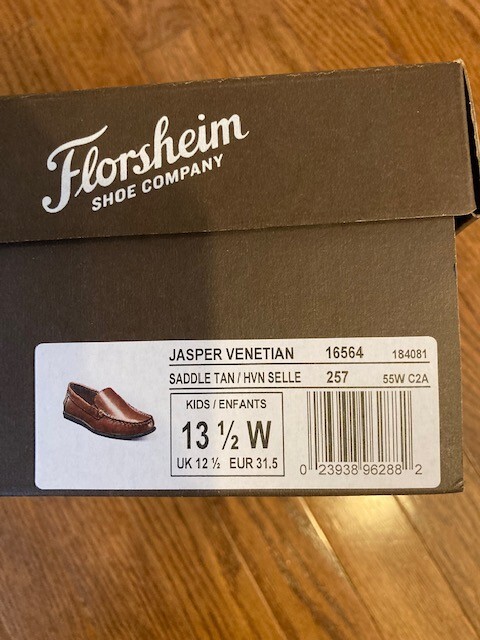 Florsheim
SHOE COMPANY
JASPER VENETIAN 16564 184081
SADDLE TAN / HVN SELLE 257 55W C2A
KIDS / ENFANTS
13 ½ W
UK 12 ½ EUR 31.5
0 23938 96288 2